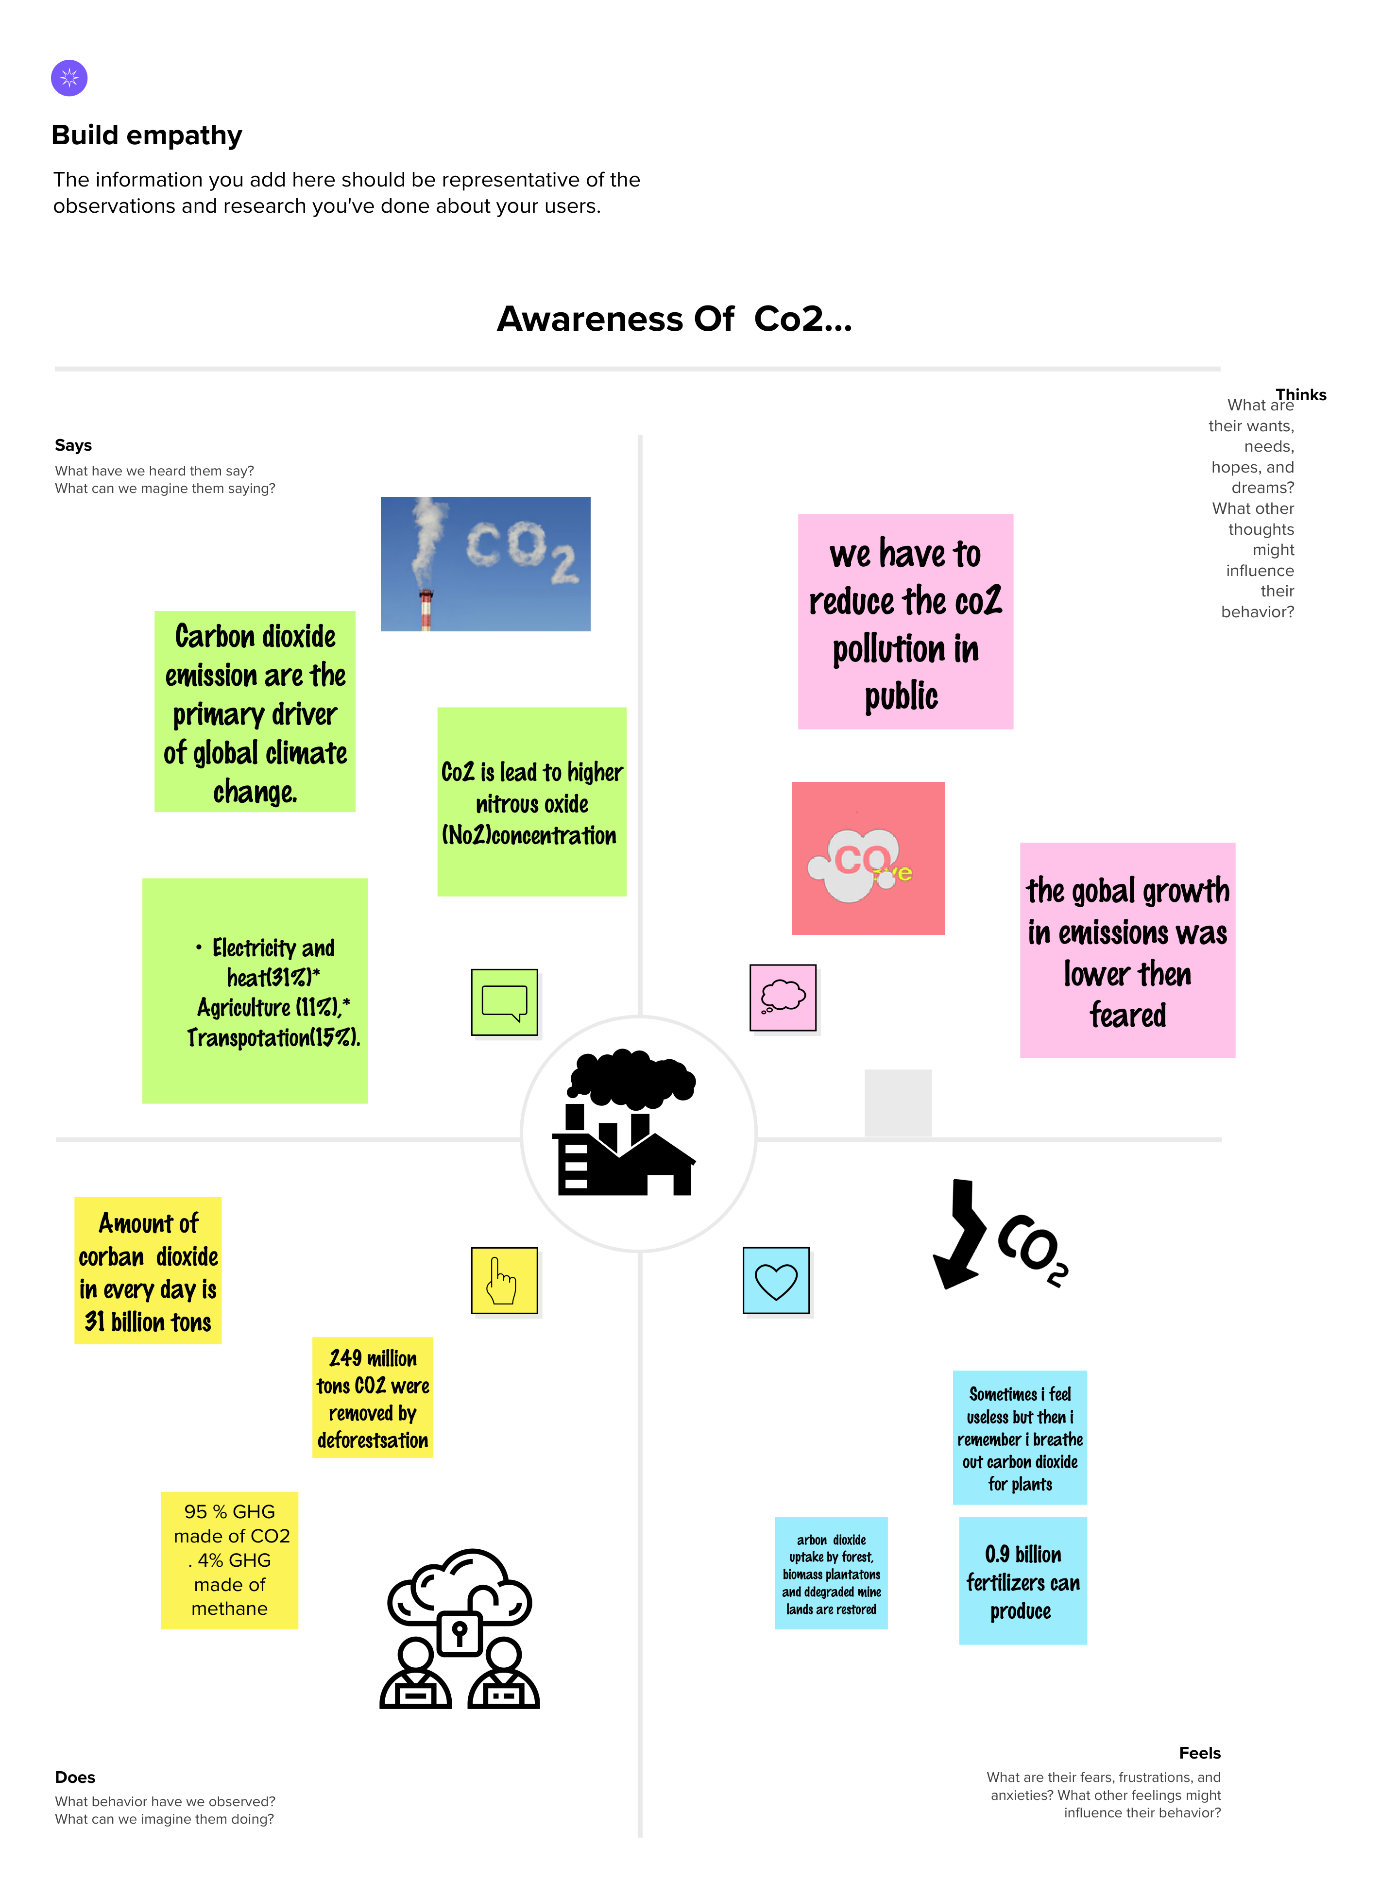 Build empathy
The information you add here should be representative of the
observations and research you've done about your users.
Awareness Of Co2...
Says
What have we heard them say?
What can we magine them saying?
CO2
Carbon dioxide
emission are the
primary driver
of global climate
change.
Co2 is lead to higher
nitrous oxide
(No2)concentration
• Electricity and
heat(31%)*
Agriculture (11%),*
Transpotation(15%).
Thinks
What are
their wants,
needs,
hopes, and
dreams?
What other
thoughts
might
influence
their
behavior?
we have to
reduce the co2
pollution in
public
CO
the gobal growth
in emissions was
lower then
feared
Amount of
corban dioxide
in every day is
31 billion tons
249 million
tons CO2 were
removed by
deforestsation
95 % GHG
made of CO2
. 4% GHG
made of
methane
Does
What behavior have we observed?
What can we imagine them doing?
CO2
Sometimes i feel
useless but then i
remember i breathe
out carbon dioxide
for plants
arbon dioxide
uptake by forest,
biomass plantatons
and ddegraded mine
lands are restored
0.9 billion
fertilizers can
produce
Feels
What are their fears, frustrations, and
anxieties? What other feelings might
influence their behavior?